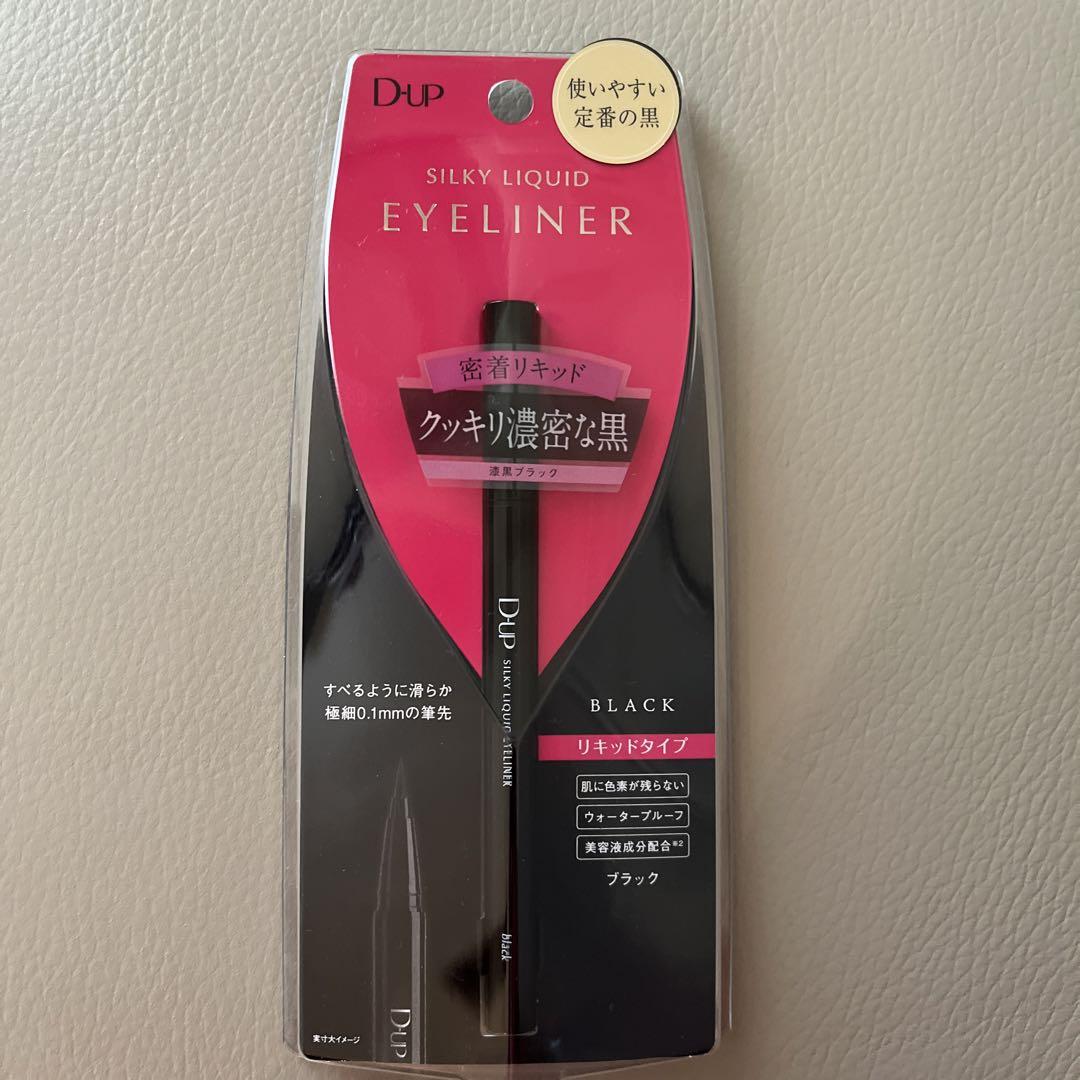 D-UP
使いやすい
定番の黒
SILKY LIQUID
EYELINER
密着リキッド
クッキリ濃密な黒
漆黒ブラック
D-UP SILKY LIQUID EYELINER
すべるように滑らか
極細0.1mmの筆先
BLACK
リキッドタイプ
肌に色素が残らない
ウォータープルーフ
美容液成分配合※2
ブラック
black
D-UP
実寸大イメージ